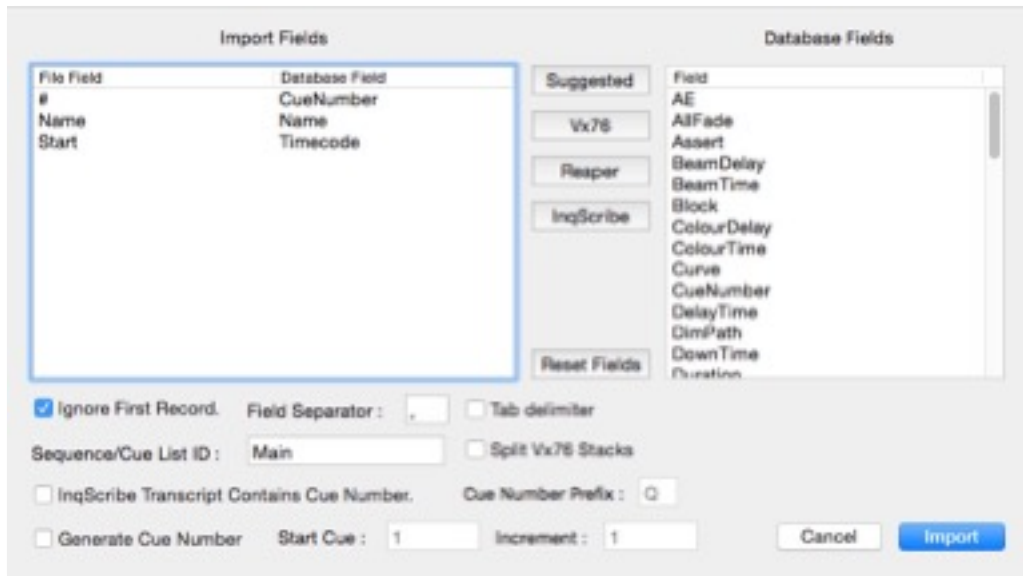 Import Fields
Database Fields
File Field Database Field
# CueNumber
Name Name
Start Timecode
Suggested
Vx76
Reaper
InqScribe
Reset Fields
Field
AE
AllFade
Assert
BeamDelay
BeamTime
Block
ColourDelay
ColourTime
Curve
CueNumber
DelayTime
DimPath
DownTime
Duration
Ignore First Record. Field Separator : , Tab delimiter
Sequence/Cue List ID : Main Split Vx76 Stacks
InqScribe Transcript Contains Cue Number. Cue Number Prefix : Q
Generate Cue Number Start Cue : 1 Increment : 1 Cancel Import